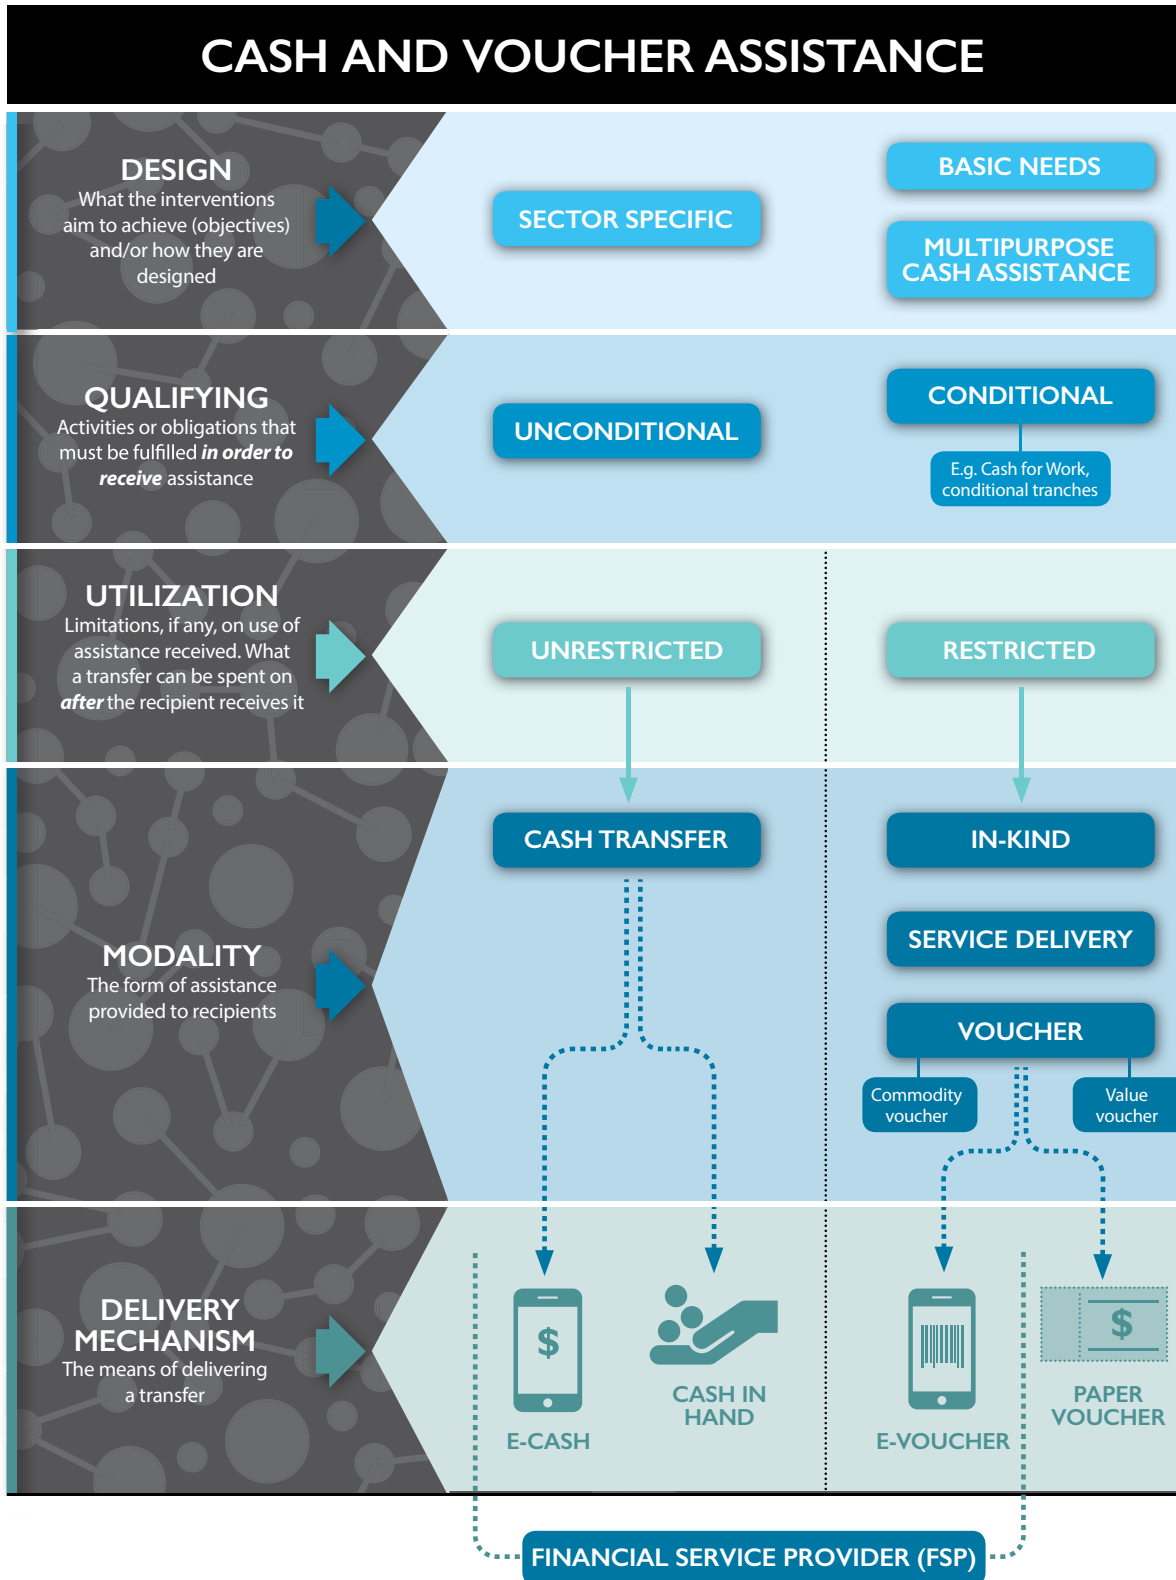 CASH AND VOUCHER ASSISTANCE
DESIGN
What the interventions
aim to achieve (objectives)
and/or how they are
designed
SECTOR SPECIFIC
BASIC NEEDS
MULTIPURPOSE
CASH ASSISTANCE
QUALIFYING
Activities or obligations that
must be fulfilled in order to
receive assistance
UNCONDITIONAL
CONDITIONAL
E.g. Cash for Work,
conditional tranches
UTILIZATION
Limitations, if any, on use of
assistance received. What
a transfer can be spent on
after the recipient receives it
UNRESTRICTED
RESTRICTED
MODALITY
The form of assistance
provided to recipients
CASH TRANSFER
IN-KIND
SERVICE DELIVERY
VOUCHER
Commodity
voucher
Value
voucher
DELIVERY
MECHANISM
The means of delivering
a transfer
$
E-CASH
CASH IN
HAND
E-VOUCHER
$
PAPER
VOUCHER
FINANCIAL SERVICE PROVIDER (FSP)